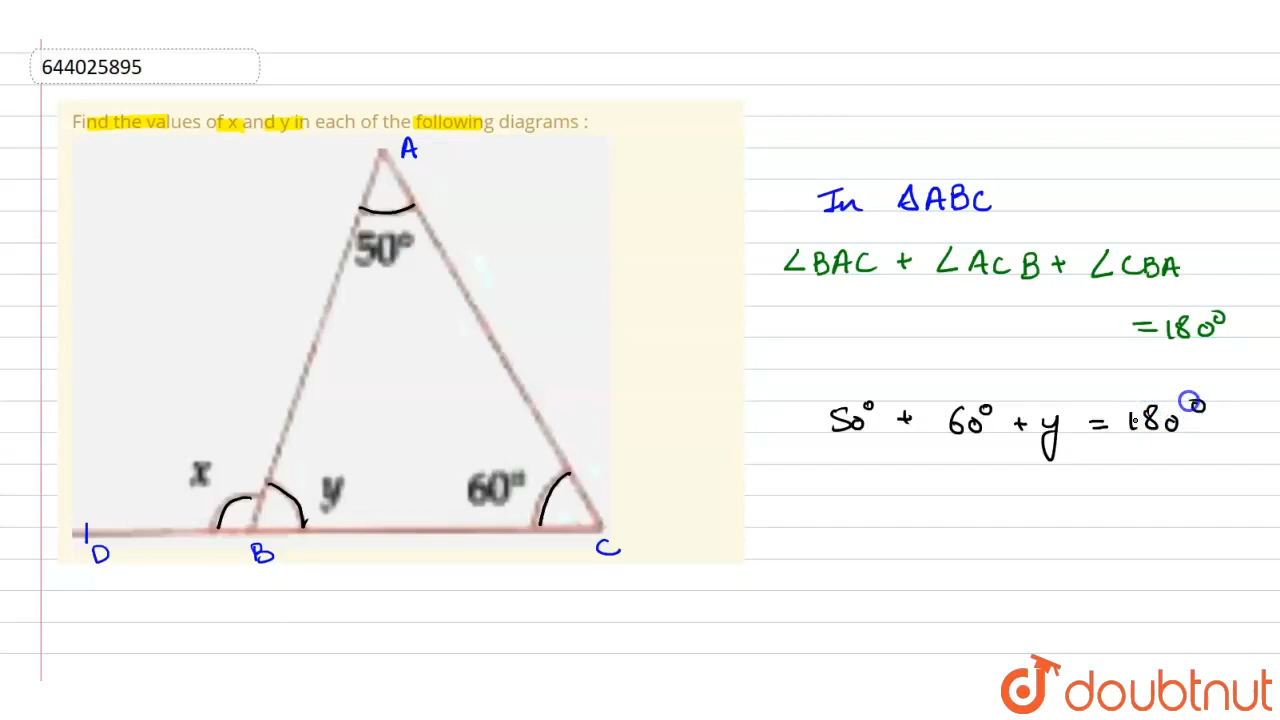 644025895
Find the values of x and y in each of the following diagrams :
A
50°
x
y
60°
D
B
C
In ΔABC
∠BAC + ∠ACB + ∠CBA
= 180°
50° + 60° + y = 180°
doubtnut